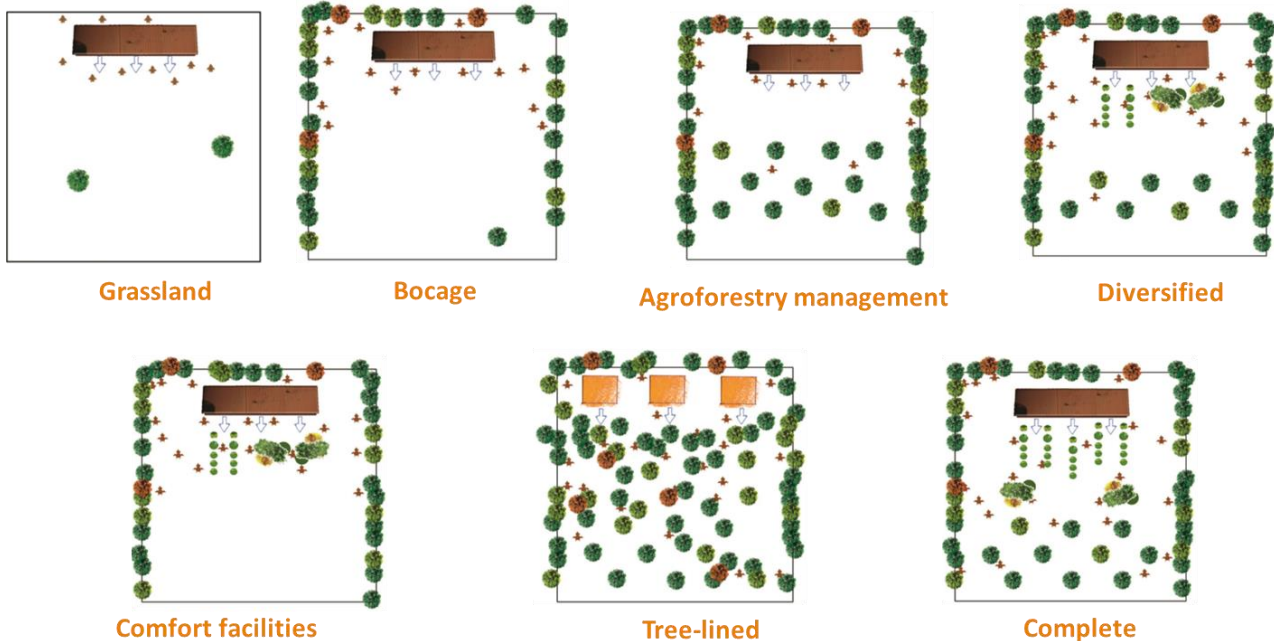 Grassland
Bocage
Agroforestry management
Diversified
Comfort facilities
Tree-lined
Complete